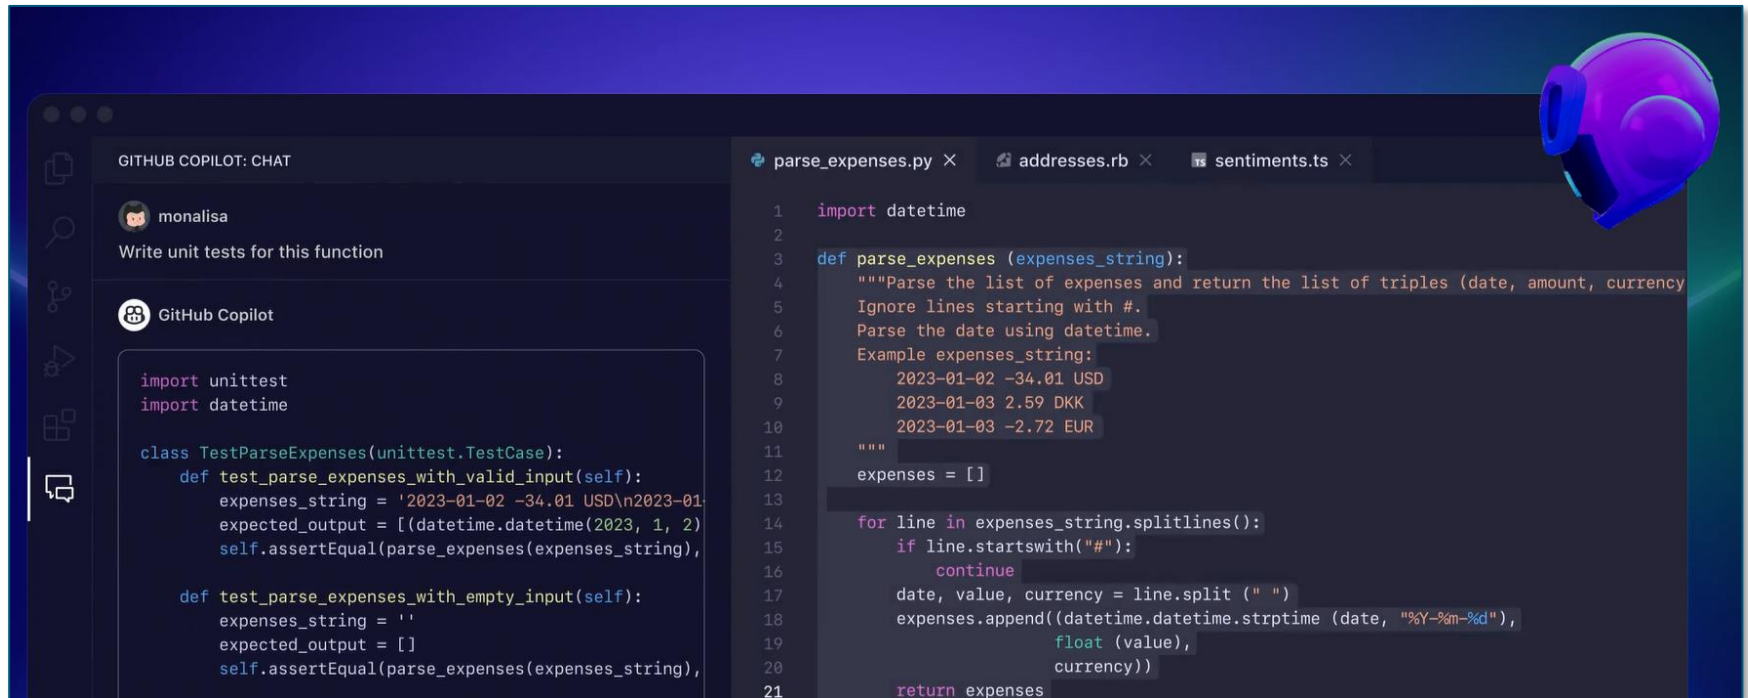 GITHUB COPILOT: CHAT
monalisa
Write unit tests for this function
GitHub Copilot
import unittest
import datetime
class TestParseExpenses(unittest.TestCase):
def test_parse_expenses_with_valid_input(self):
expenses_string = '2023-01-02 -34.01 USD\n2023-01-
expected_output = [(datetime.datetime(2023, 1, 2)
self.assertEqual(parse_expenses(expenses_string),
def test_parse_expenses_with_empty_input(self):
expenses_string = ''
expected_output = []
self.assertEqual(parse_expenses(expenses_string),
parse_expenses.py × addresses.rb × TS sentiments.ts ×
1 import datetime
2
3 def parse_expenses (expenses_string):
4 """Parse the list of expenses and return the list of triples (date, amount, currency
5 Ignore lines starting with #.
6 Parse the date using datetime.
7 Example expenses_string:
8 2023-01-02 -34.01 USD
9 2023-01-03 2.59 DKK
10 2023-01-03 -2.72 EUR
11 """
12 expenses = []
13
14 for line in expenses_string.splitlines():
15 if line.startswith("#"):
16 continue
17 date, value, currency = line.split (" ")
18 expenses.append((datetime.datetime.strptime (date, "%Y-%m-%d"),
19 float (value),
20 currency))
21 return expenses